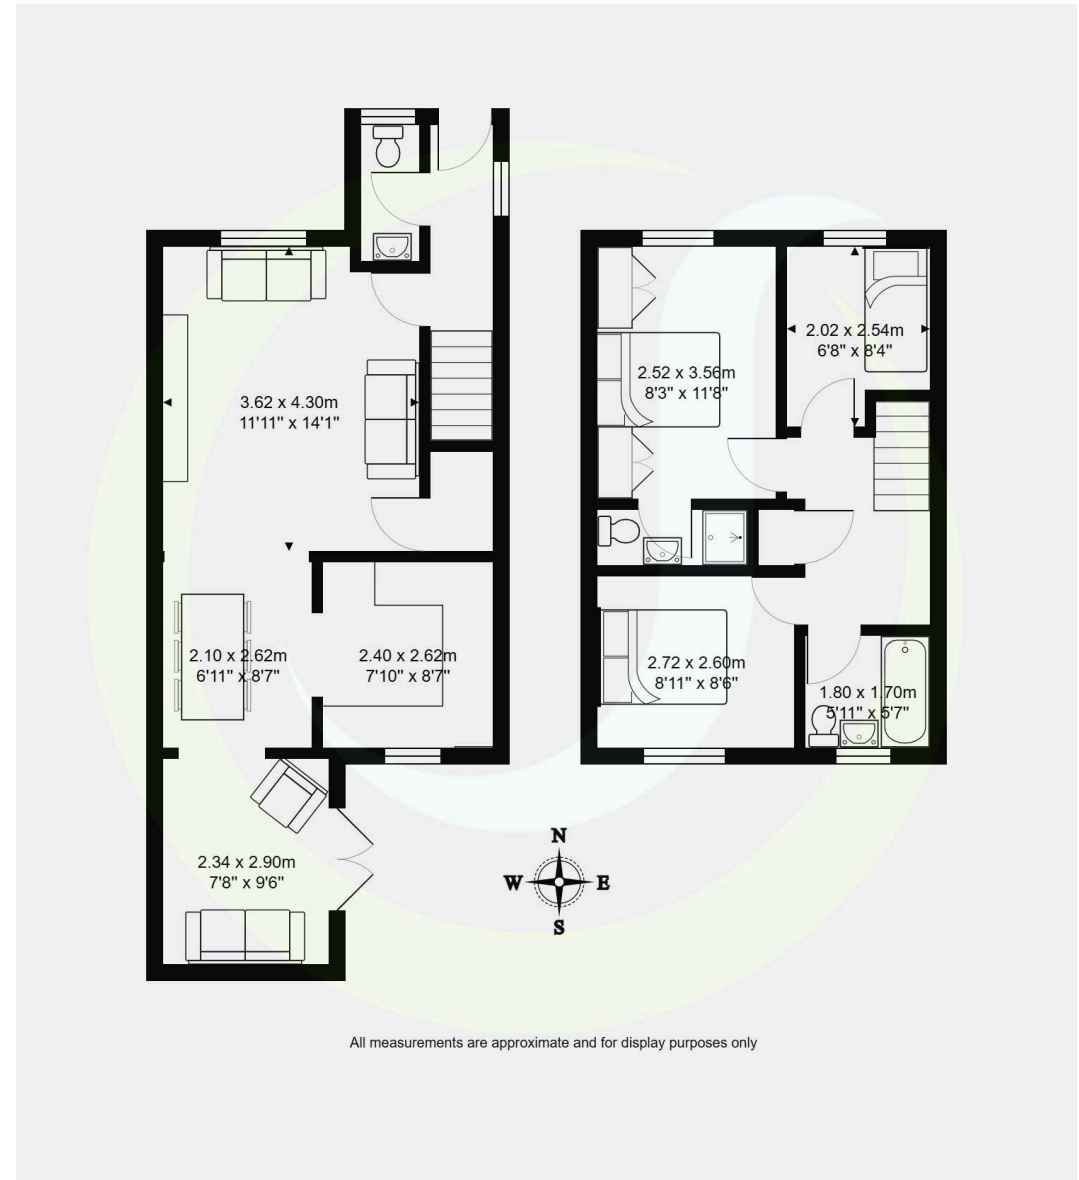 3.62 x 4.30m
11'11" x 14'1"
2.10 x 2.62m
6'11" x 8'7"
2.40 x 2.62m
7'10" x 8'7"
2.34 x 2.90m
7'8" x 9'6"
2.52 x 3.56m
8'3" x 11'8"
2.02 x 2.54m
6'8" x 8'4"
2.72 x 2.60m
8'11" x 8'6"
1.80 x 1.70m
5'11" x 5'7"
N
W E
S
All measurements are approximate and for display purposes only